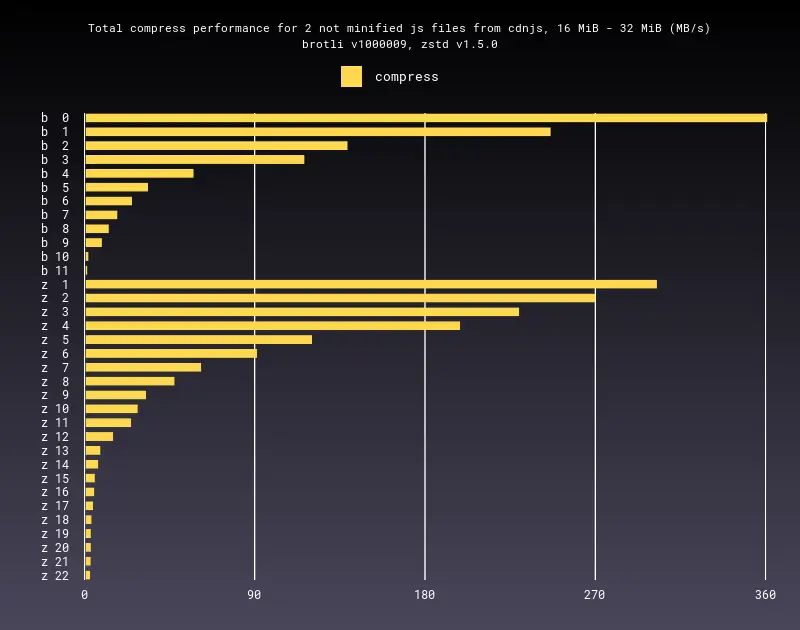 Total compress performance for 2 not minified js files from cdnjs, 16 MiB - 32 MiB (MB/s)
brotli v1000009, zstd v1.5.0
compress
b 0
b 1
b 2
b 3
b 4
b 5
b 6
b 7
b 8
b 9
b 10
b 11
z 1
z 2
z 3
z 4
z 5
z 6
z 7
z 8
z 9
z 10
z 11
z 12
z 13
z 14
z 15
z 16
z 17
z 18
z 19
z 20
z 21
z 22
0 90 180 270 360